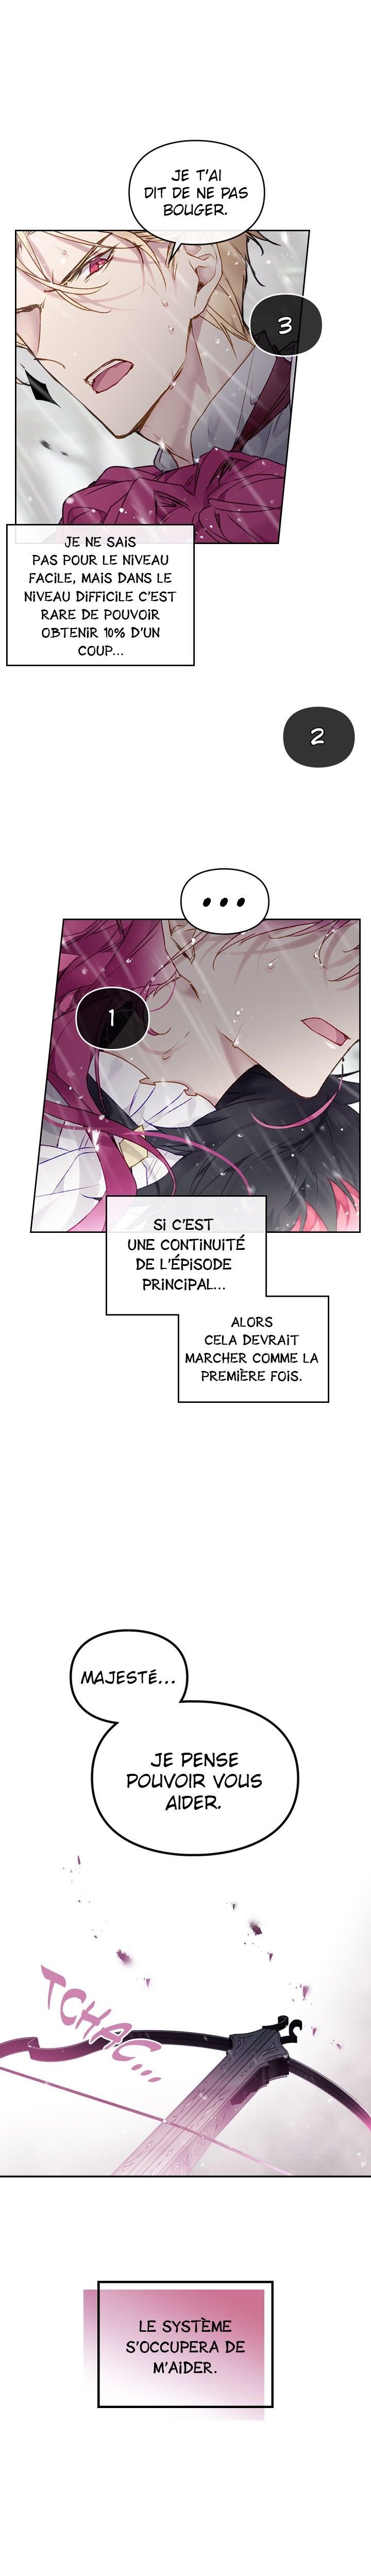 JE T'AI
DIT DE NE PAS
BOUGER.
3
JE NE SAIS
PAS POUR LE NIVEAU
FACILE, MAIS DANS LE
NIVEAU DIFFICILE C'EST
RARE DE POUVOIR
OBTENIR 10% D'UN
COUP...
2
...
1
SI C'EST
UNE CONTINUITÉ
DE L'ÉPISODE
PRINCIPAL...
ALORS
CELA DEVRAIT
MARCHER COMME LA
PREMIÈRE FOIS.
MAJESTÉ...
JE PENSE
POUVOIR VOUS
AIDER.
TCHAC...
LE SYSTÈME
S'OCCUPERA DE
M'AIDER.